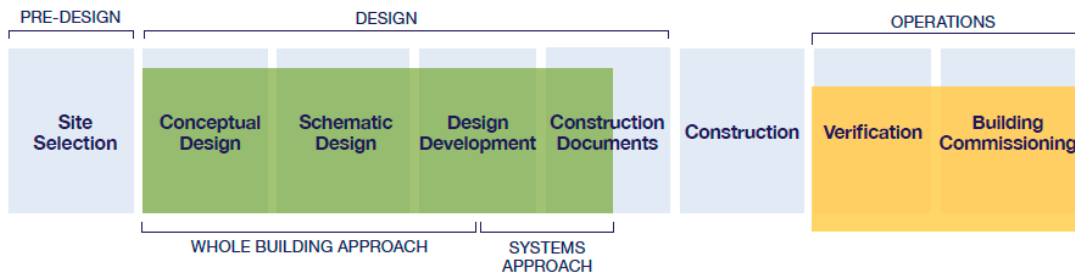 PRE-DESIGN
DESIGN
OPERATIONS
Site
Selection
Conceptual
Design
Schematic
Design
Design
Development
Construction
Documents
Construction
Verification
Building
Commissioning
WHOLE BUILDING APPROACH
SYSTEMS
APPROACH